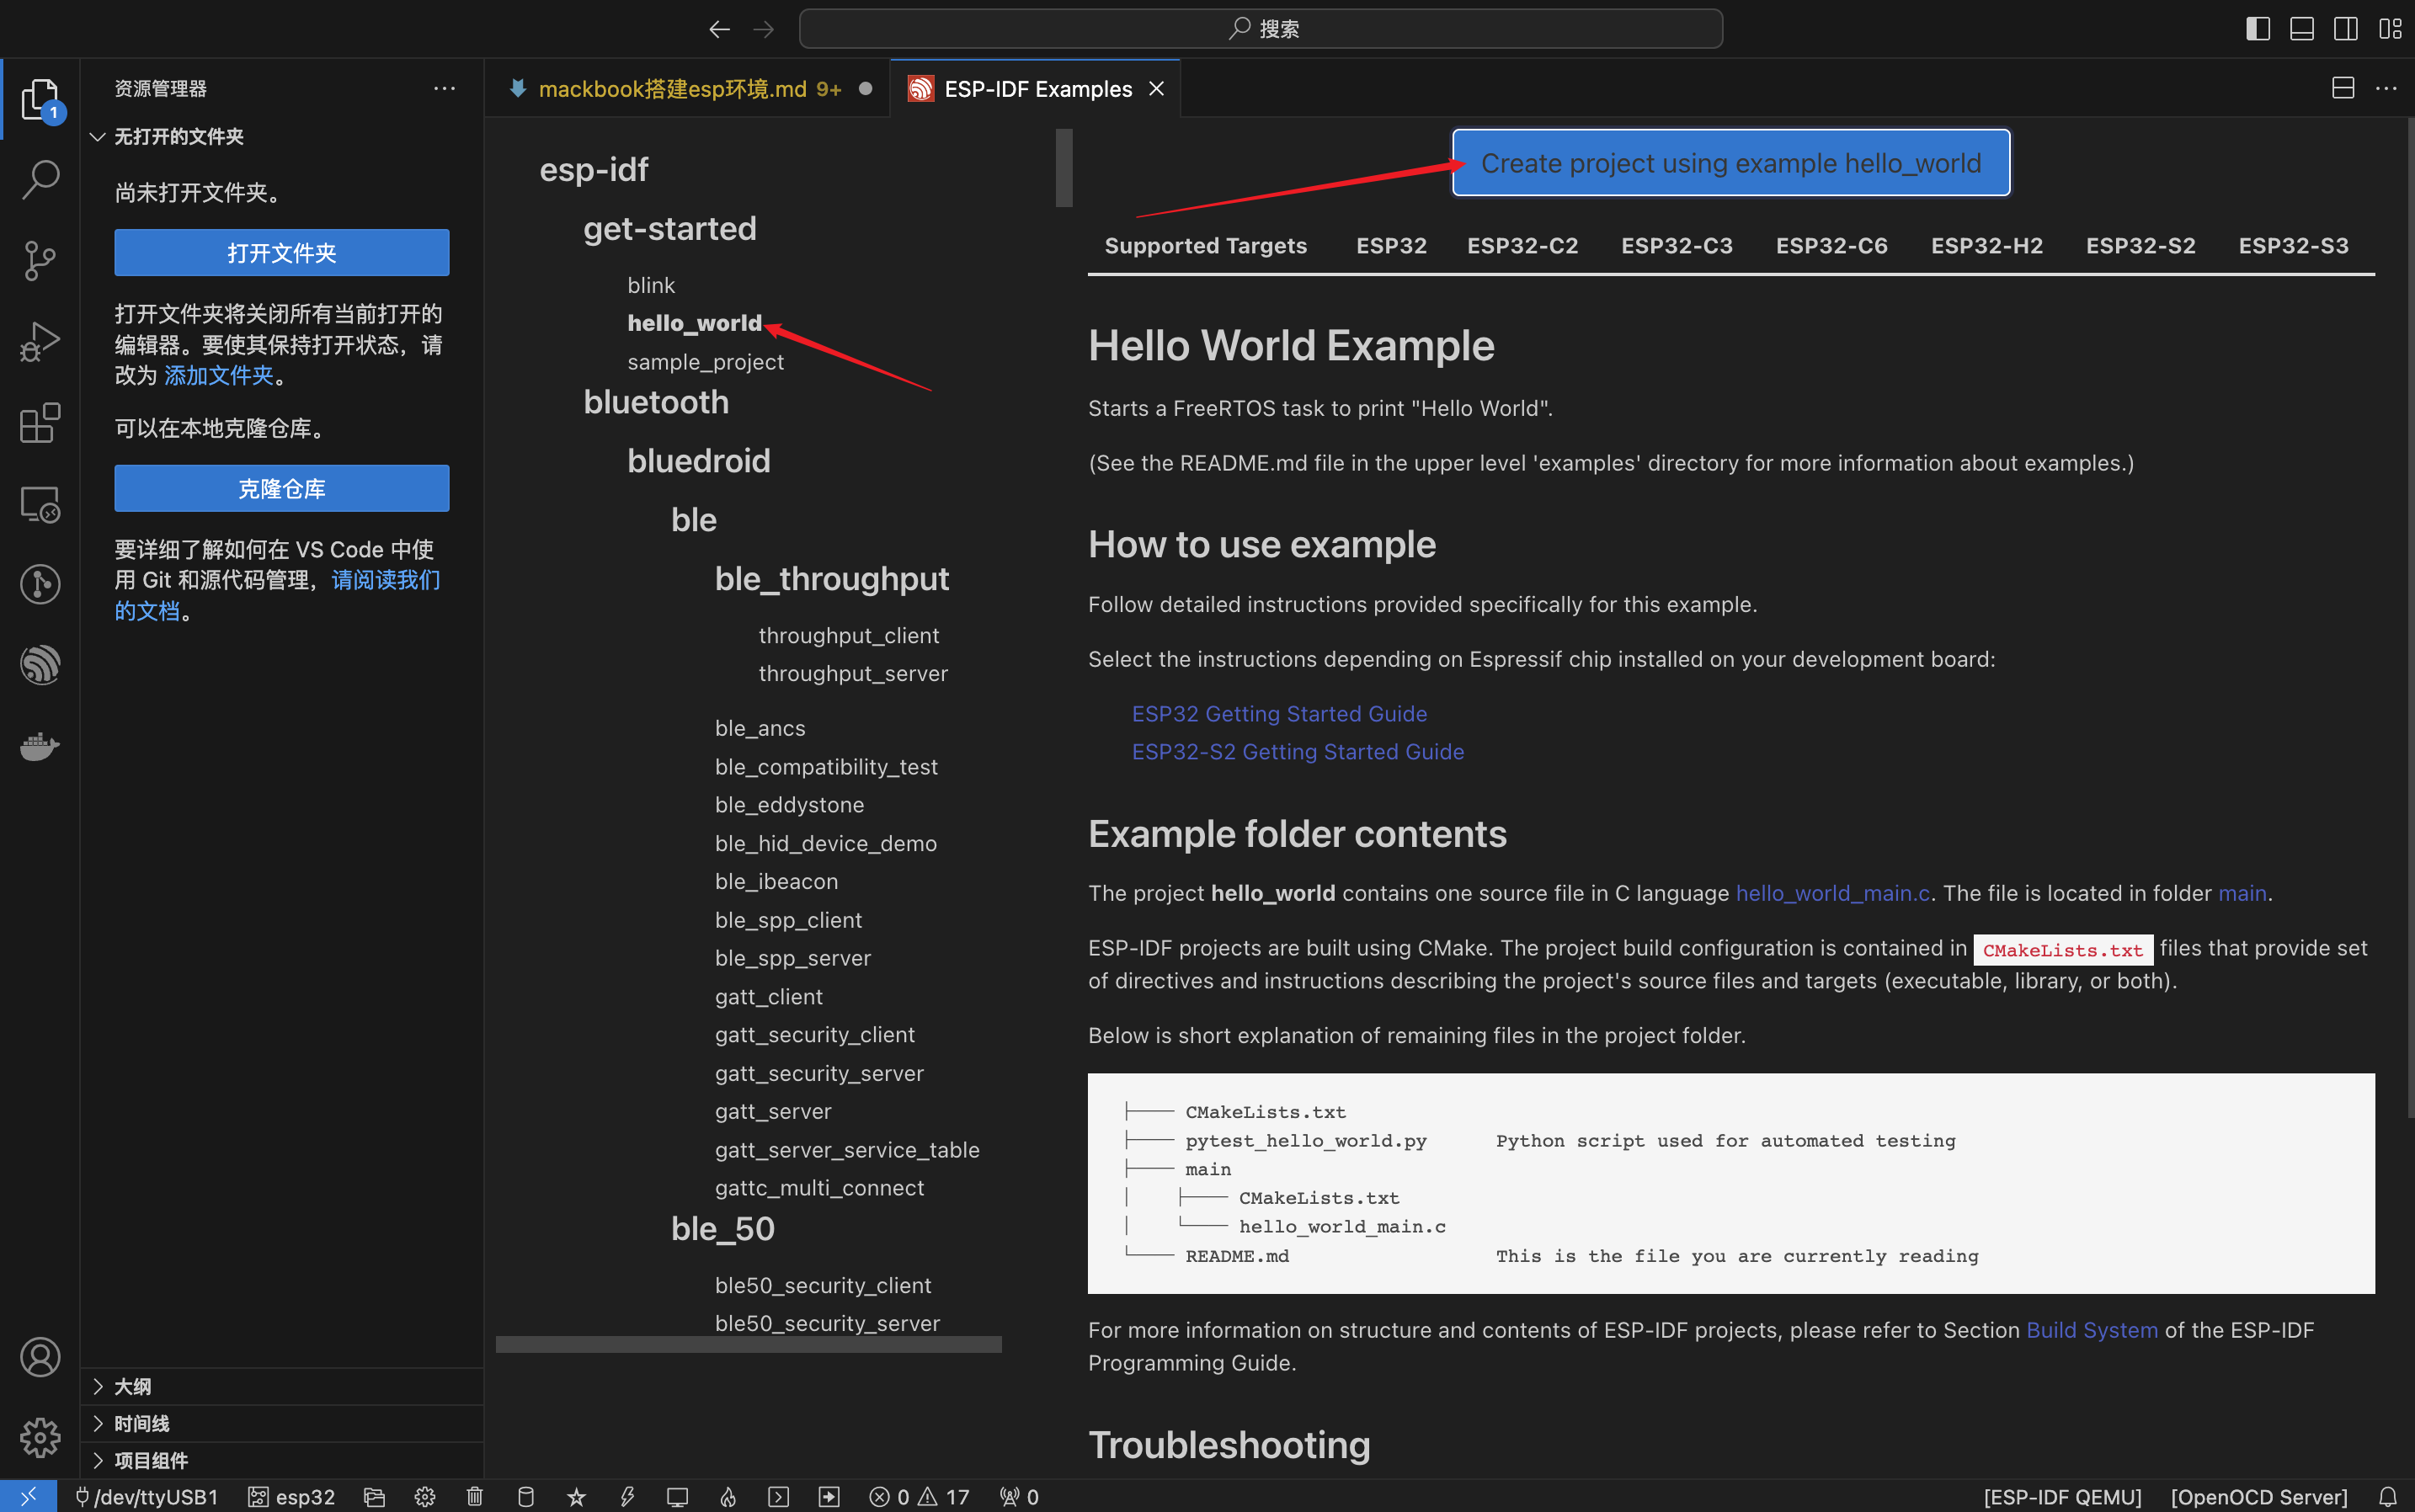 搜索
资源管理器
1
无打开的文件夹
尚未打开文件夹。
打开文件夹
打开文件夹将关闭所有当前打开的
编辑器。要使其保持打开状态，请
改为 添加文件夹。
可以在本地克隆仓库。
克隆仓库
要详细了解如何在 VS Code 中使
用 Git 和源代码管理，请阅读我们
的文档。
大纲
时间线
项目组件
mackbook搭建esp环境.md 9+
ESP-IDF Examples
esp-idf
get-started
blink
hello_world
sample_project
bluetooth
bluedroid
ble
ble_throughput
throughput_client
throughput_server
ble_ancs
ble_compatibility_test
ble_eddystone
ble_hid_device_demo
ble_ibeacon
ble_spp_client
ble_spp_server
gatt_client
gatt_security_client
gatt_security_server
gatt_server
gatt_server_service_table
gattc_multi_connect
ble_50
ble50_security_client
ble50_security_server
Create project using example hello_world
Supported Targets ESP32 ESP32-C2 ESP32-C3 ESP32-C6 ESP32-H2 ESP32-S2 ESP32-S3
Hello World Example
Starts a FreeRTOS task to print "Hello World".
(See the README.md file in the upper level 'examples' directory for more information about examples.)
How to use example
Follow detailed instructions provided specifically for this example.
Select the instructions depending on Espressif chip installed on your development board:
ESP32 Getting Started Guide
ESP32-S2 Getting Started Guide
Example folder contents
The project hello_world contains one source file in C language hello_world_main.c. The file is located in folder main.
ESP-IDF projects are built using CMake. The project build configuration is contained in CMakeLists.txt files that provide set
of directives and instructions describing the project's source files and targets (executable, library, or both).
Below is short explanation of remaining files in the project folder.
├── CMakeLists.txt
├── pytest_hello_world.py Python script used for automated testing
├── main
│ ├── CMakeLists.txt
│ └── hello_world_main.c
└── README.md This is the file you are currently reading
For more information on structure and contents of ESP-IDF projects, please refer to Section Build System of the ESP-IDF
Programming Guide.
Troubleshooting
/dev/ttyUSB1 esp32 0 17 0 [ESP-IDF QEMU] [OpenOCD Server]